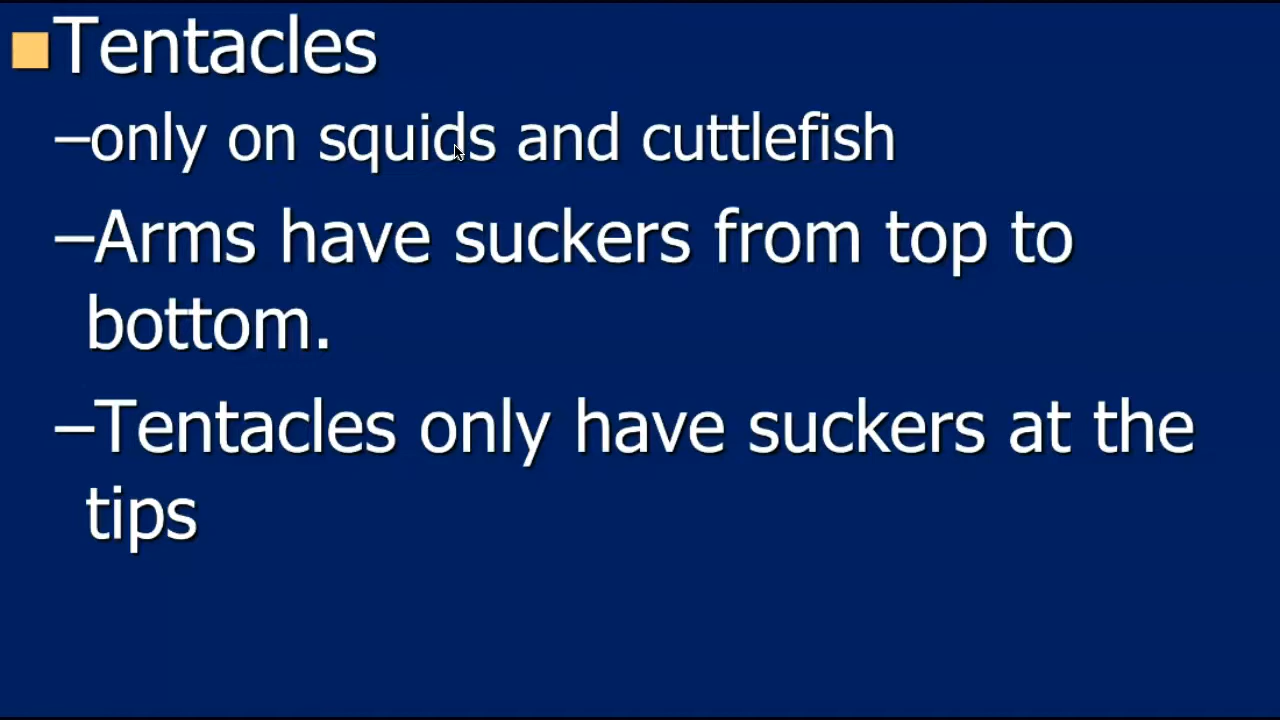 Tentacles
–only on squids and cuttlefish
–Arms have suckers from top to
bottom.
–Tentacles only have suckers at the
tips